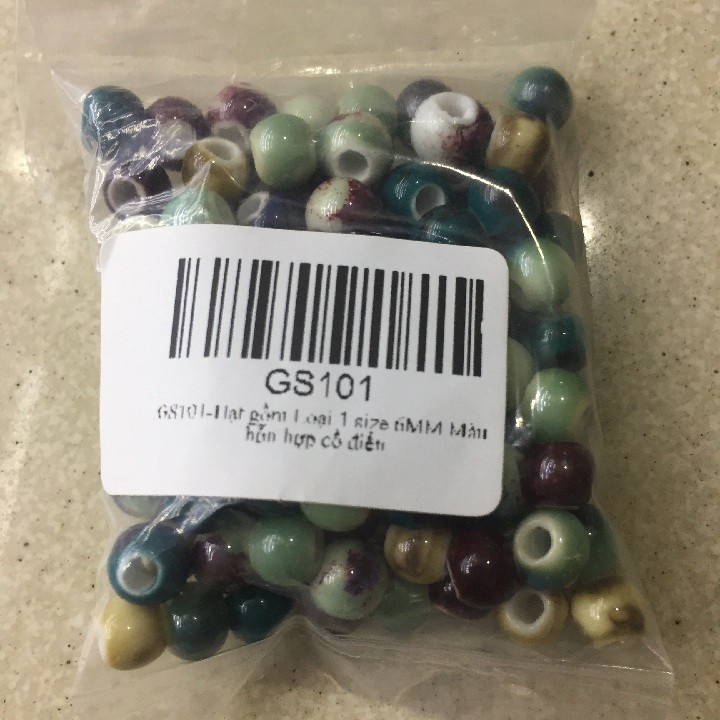 GS101
GS101-Hạt gốm Loại 1 size 6MM Màu
hỗn hợp cổ điển